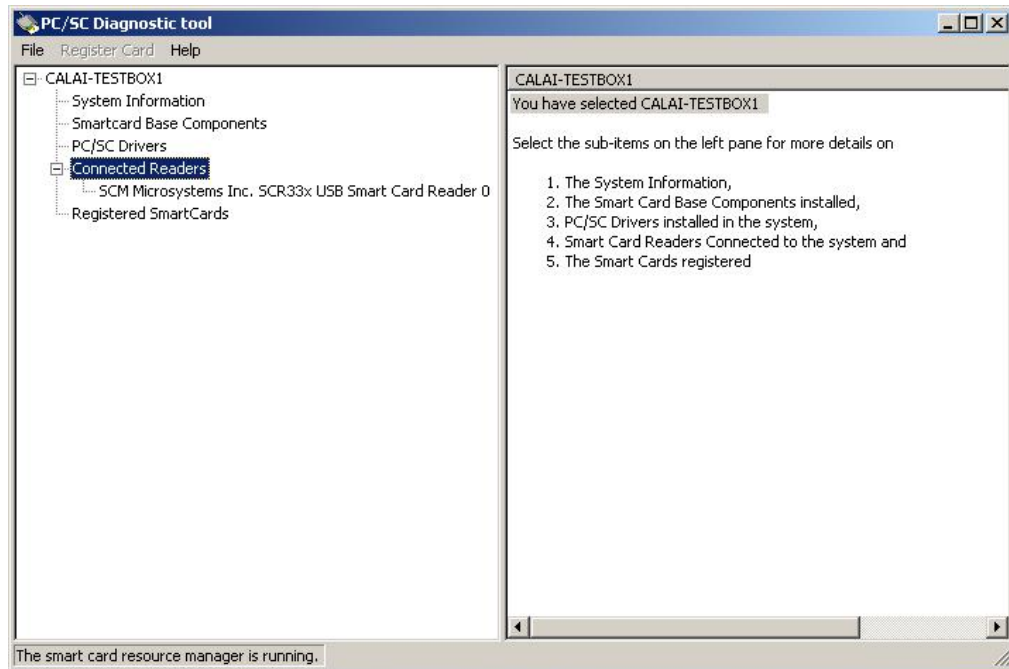 PC/SC Diagnostic tool
File Register Card Help
CALAI-TESTBOX1
System Information
Smartcard Base Components
PC/SC Drivers
Connected Readers
SCM Microsystems Inc. SCR33x USB Smart Card Reader 0
Registered SmartCards
CALAI-TESTBOX1
You have selected CALAI-TESTBOX1
Select the sub-items on the left pane for more details on
1. The System Information,
2. The Smart Card Base Components installed,
3. PC/SC Drivers installed in the system,
4. Smart Card Readers Connected to the system and
5. The Smart Cards registered
The smart card resource manager is running.